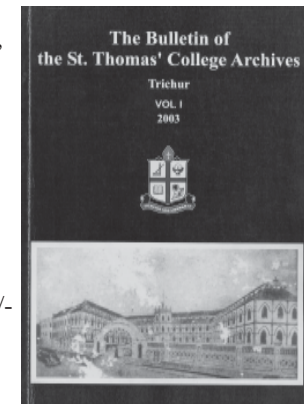 ,
The Bulletin of
the St. Thomas' College Archives
Trichur
VOL. I
2003
/-